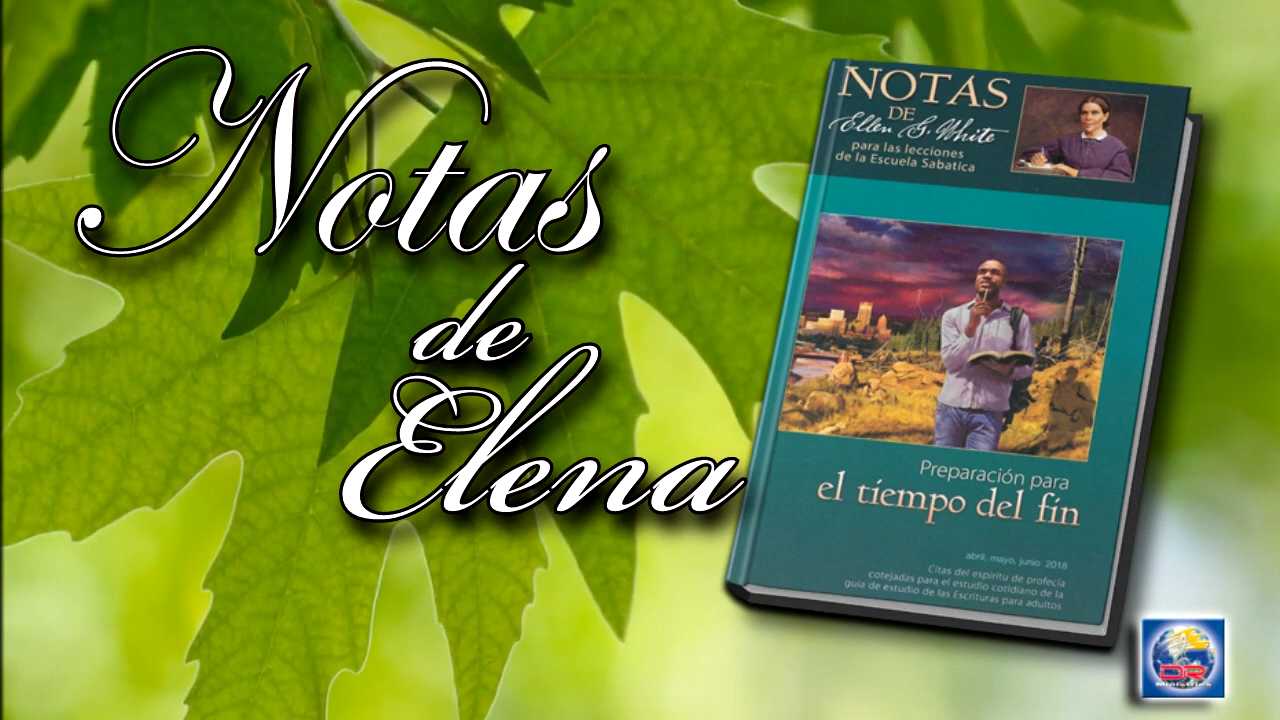 Notas
de
Elena
NOTAS
DE
Ellen G. White
para las lecciones
de la Escuela Sabatica
Preparación para
el tiempo del fin
abril, mayo, junio 2018
Citas del espíritu de profecía
cotejadas para el estudio cotidiano de la
guía de estudio de las Escrituras para adultos
DR
Ministries